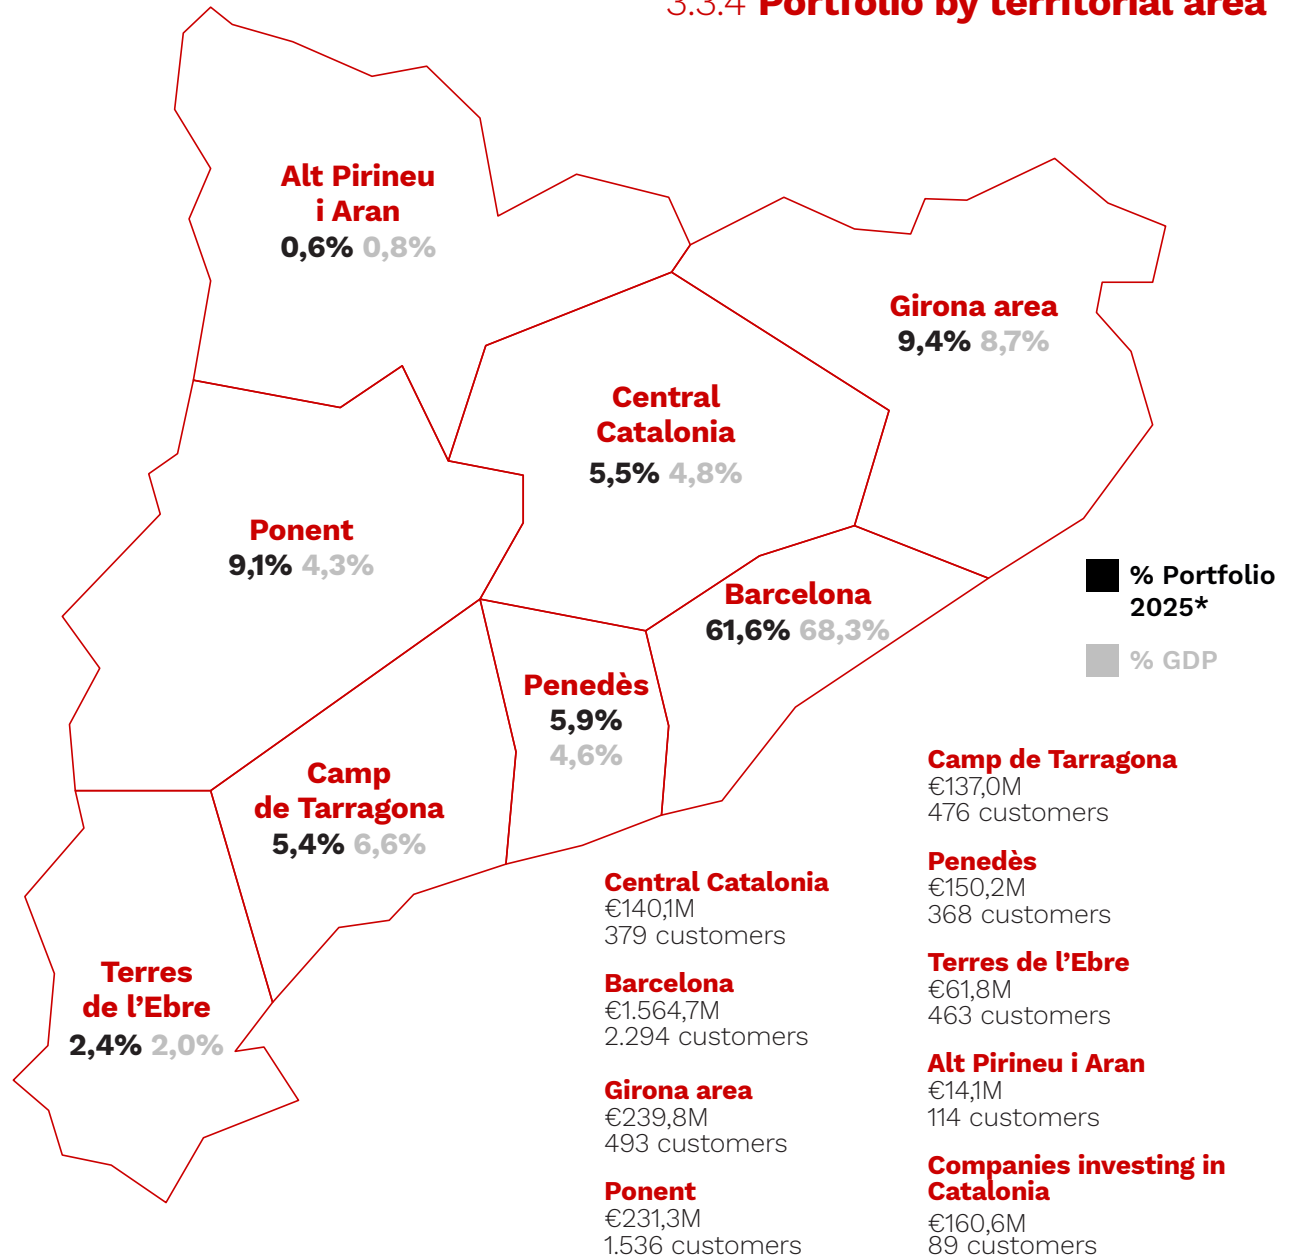 3.3.4 Portfolio by territorial area
Alt Pirineu
i Aran
0,6% 0,8%
Girona area
9,4% 8,7%
Central
Catalonia
5,5% 4,8%
Ponent
9,1% 4,3%
Barcelona
61,6% 68,3%
Penedès
5,9%
4,6%
Camp
de Tarragona
5,4% 6,6%
Terres
de l’Ebre
2,4% 2,0%
% Portfolio
2025*
% GDP
Central Catalonia
€140,1M
379 customers
Barcelona
€1.564,7M
2.294 customers
Girona area
€239,8M
493 customers
Ponent
€231,3M
1.536 customers
Camp de Tarragona
€137,0M
476 customers
Penedès
€150,2M
368 customers
Terres de l’Ebre
€61,8M
463 customers
Alt Pirineu i Aran
€14,1M
114 customers
Companies investing in
Catalonia
€160,6M
89 customers